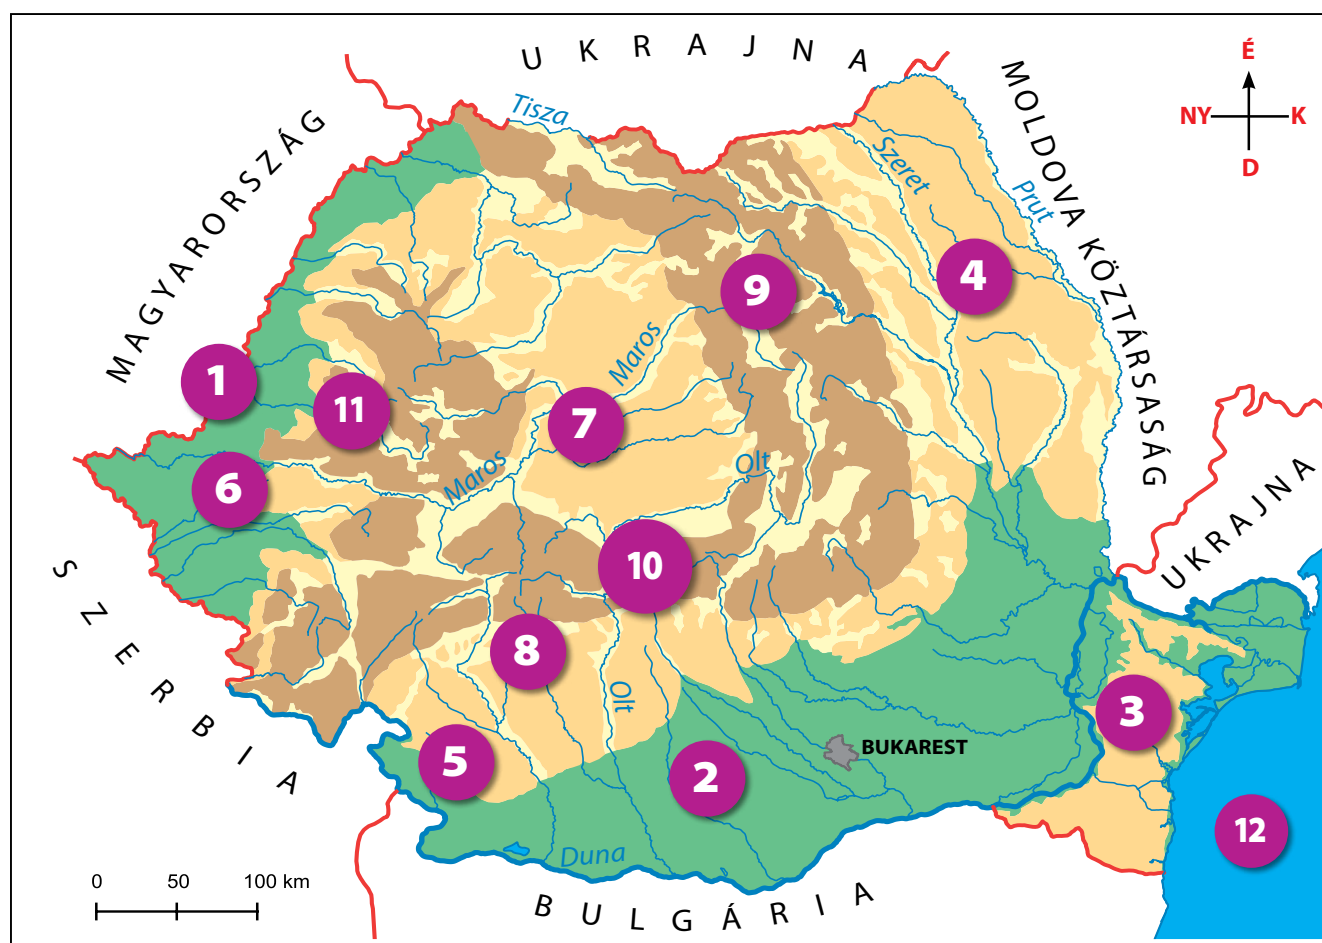 UKRAJNA
MOLDOVA KÖZTÁRSASÁG
É
NY
K
D
MAGYARORSZÁG
Tisza
Szeret
Prut
9
4
1
11
7
Maros
Maros
Olt
6
10
UKRAJNA
SZERBIA
8
Olt
3
5
2
BUKAREST
12
Duna
0 50 100 km
BULGÁRIA